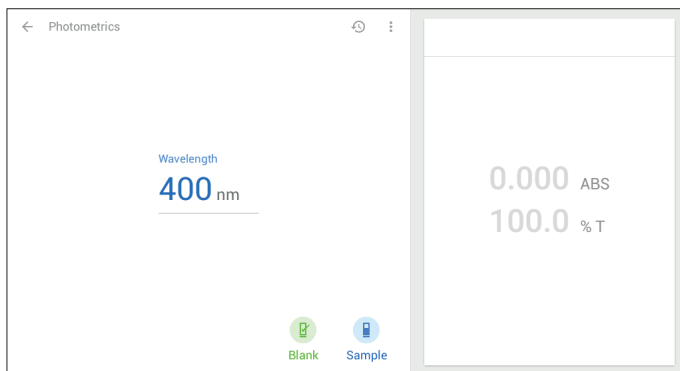 Photometrics
Wavelength
400 nm
Blank
Sample
0.000 ABS
100.0 % T